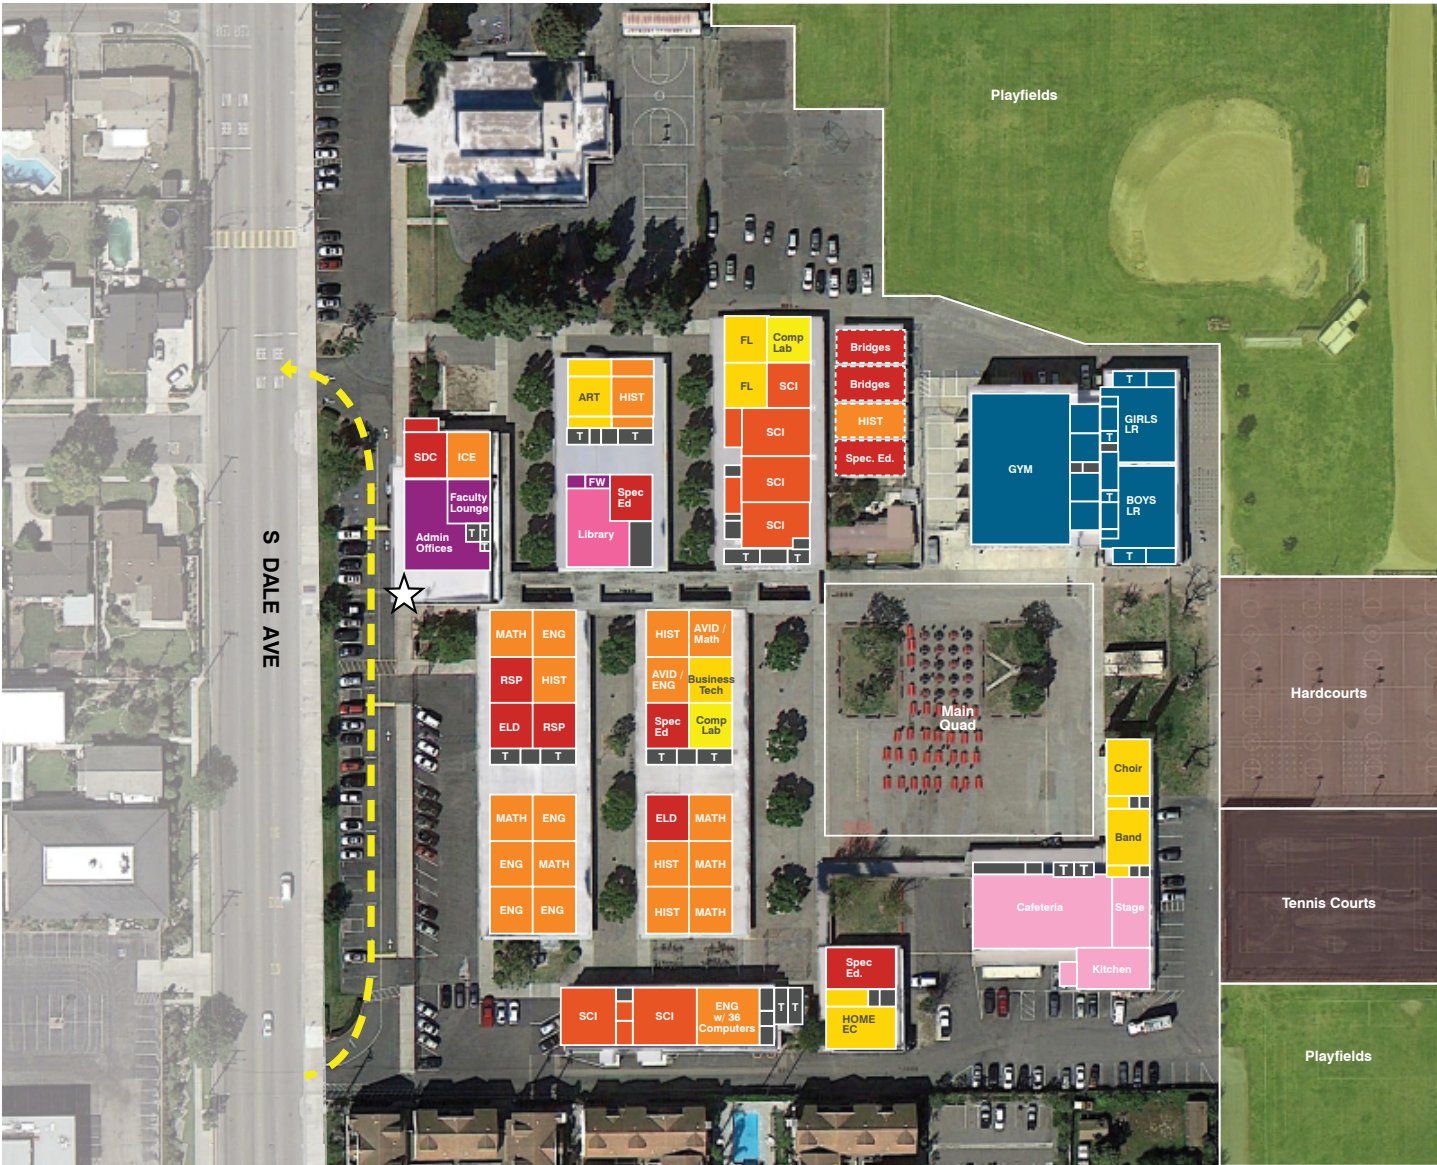 Playfields
S DALE AVE
FL
Comp
Lab
FL
SCI
SCI
SCI
SCI
T
T
Bridges
Bridges
HIST
Spec. Ed.
ART
HIST
T
T
FW
Spec
Ed
Library
SDC
ICE
Faculty
Lounge
Admin
Offices
T
T
T
GYM
T
GIRLS
LR
T
T
BOYS
LR
T
MATH
ENG
RSP
HIST
ELD
RSP
T
T
HIST
AVID /
Math
AVID /
ENG
Business
Tech
Spec
Ed
Comp
Lab
T
T
MATH
ENG
ENG
MATH
ENG
ENG
ELD
MATH
HIST
MATH
HIST
MATH
Main
Quad
Hardcourts
Choir
Band
T
T
Cafeteria
Stage
Kitchen
Tennis Courts
Spec
Ed.
HOME
EC
SCI
SCI
ENG
w/ 36
Computers
T
T
Playfields